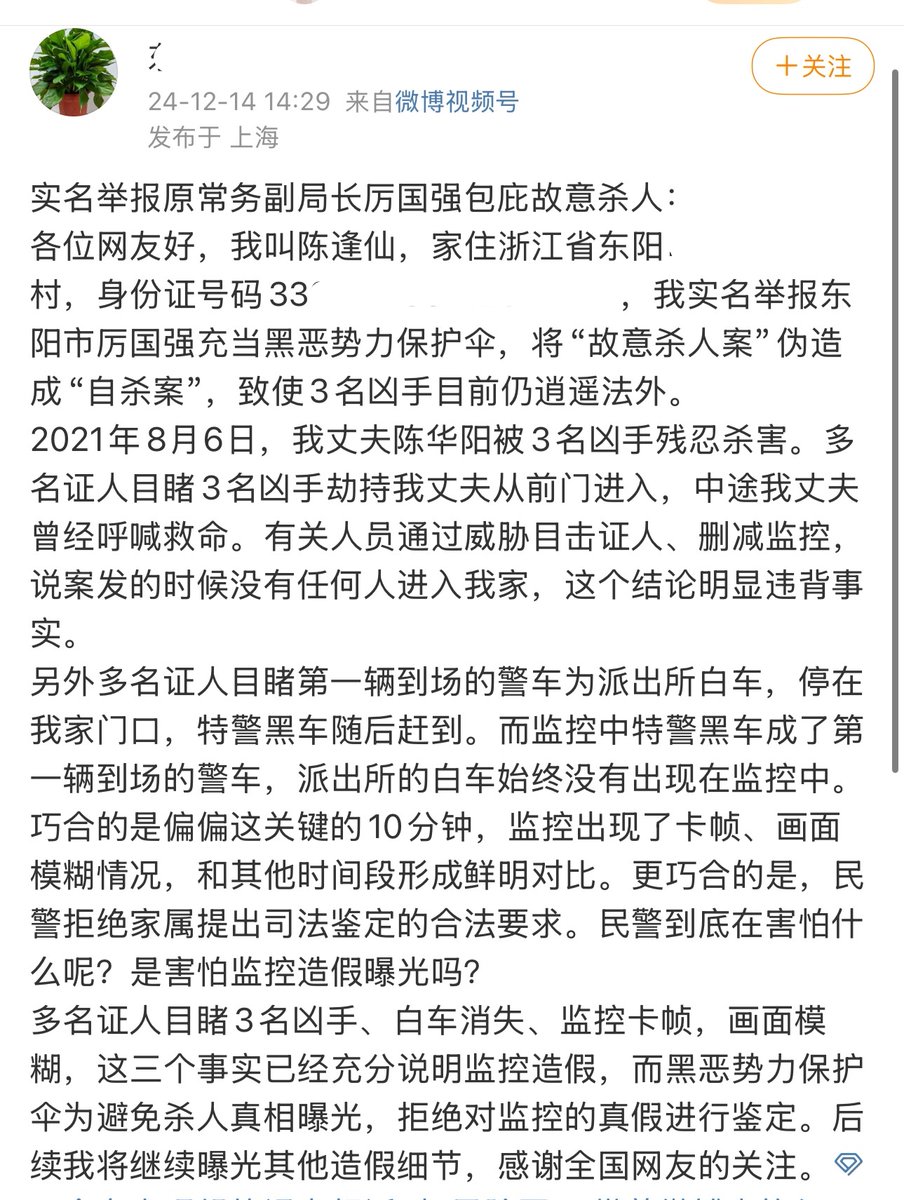 +关注
24-12-14 14:29 来自微博视频号
发布于 上海
实名举报原常务副局长厉国强包庇故意杀人：
各位网友好，我叫陈逢仙，家住浙江省东阳
村，身份证号码33 ，我实名举报东
阳市厉国强充当黑恶势力保护伞，将“故意杀人案”伪造
成“自杀案”，致使3名凶手目前仍逍遥法外。
2021年8月6日，我丈夫陈华阳被3名凶手残忍杀害。多
名证人目睹3名凶手劫持我丈夫从前门进入，中途我丈夫
曾经呼喊救命。有关人员通过威胁目击证人、删减监控，
说案发的时候没有任何人进入我家，这个结论明显违背事
实。
另外多名证人目睹第一辆到场的警车为派出所白车，停在
我家门口，特警黑车随后赶到。而监控中特警黑车成了第
一辆到场的警车，派出所的白车始终没有出现在监控中。
巧合的是偏偏这关键的10分钟，监控出现了卡帧、画面
模糊情况，和其他时间段形成鲜明对比。更巧合的是，民
警拒绝家属提出司法鉴定的合法要求。民警到底在害怕什
么呢？是害怕监控造假曝光吗？
多名证人目睹3名凶手、白车消失、监控卡帧，画面模
糊，这三个事实已经充分说明监控造假，而黑恶势力保护
伞为避免杀人真相曝光，拒绝对监控的真假进行鉴定。后
续我将继续曝光其他造假细节，感谢全国网友的关注。